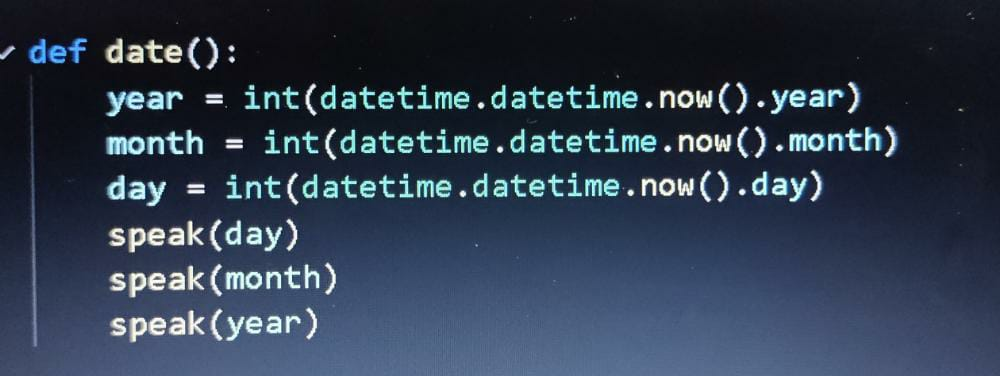 def date():
    year = int(datetime.datetime.now().year)
    month = int(datetime.datetime.now().month)
    day = int(datetime.datetime.now().day)
    speak(day)
    speak(month)
    speak(year)